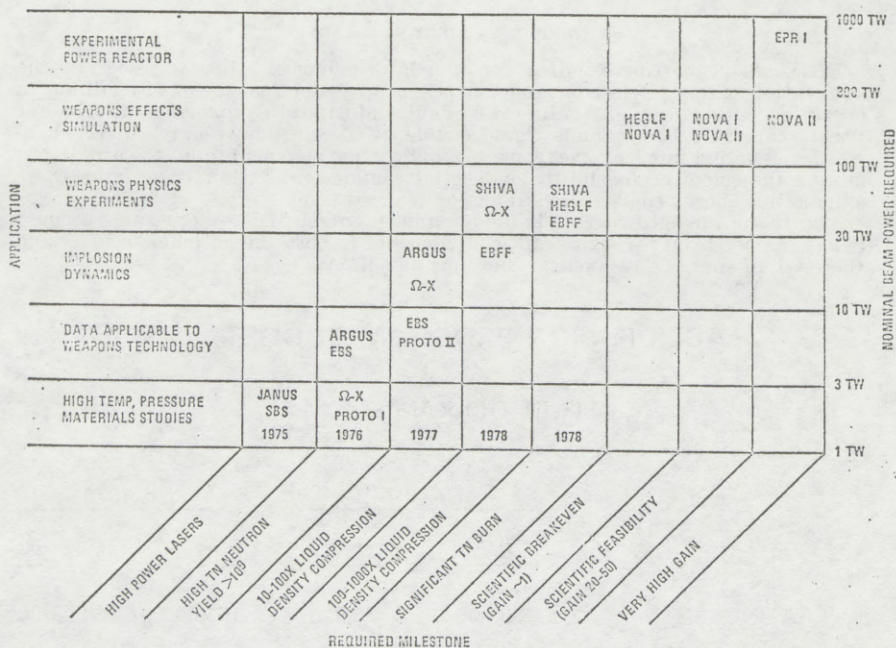 1000 TW
EXPERIMENTAL
POWER REACTOR
EPR I
300 TW
WEAPONS EFFECTS
SIMULATION
HEGLF
NOVA I
NOVA I
NOVA II
NOVA II
100 TW
WEAPONS PHYSICS
EXPERIMENTS
SHIVA
Ω-X
SHIVA
HEGLF
EBFF
30 TW
IMPLOSION
DYNAMICS
ARGUS
Ω-X
EBFF
10 TW
DATA APPLICABLE TO
WEAPONS TECHNOLOGY
ARGUS
EBS
EBS
PROTO II
3 TW
HIGH TEMP, PRESSURE
MATERIALS STUDIES
JANUS
SBS
1975
Ω-X
PROTO I
1976
1977
1978
1978
1 TW
APPLICATION
NOMINAL BEAM POWER REQUIRED
HIGH POWER LASERS
HIGH TN NEUTRON
YIELD >10⁹
10-100X LIQUID
DENSITY COMPRESSION
100-1000X LIQUID
DENSITY COMPRESSION
SIGNIFICANT TN BURN
SCIENTIFIC BREAKEVEN
(GAIN ~1)
SCIENTIFIC FEASIBILITY
(GAIN 20-50)
VERY HIGH GAIN
REQUIRED MILESTONE